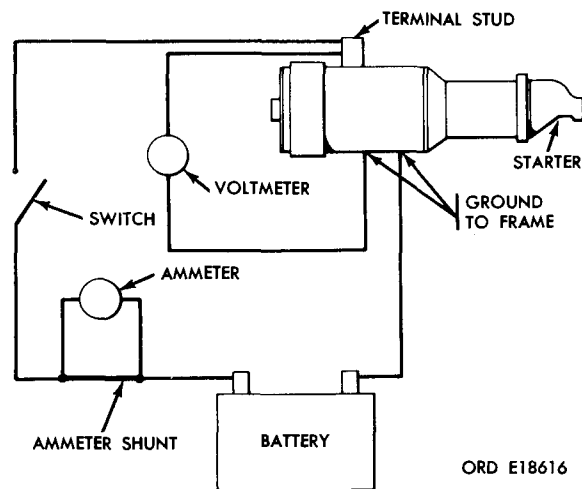 TERMINAL STUD
STARTER
VOLTMETER
GROUND
TO FRAME
SWITCH
AMMETER
AMMETER SHUNT
BATTERY
ORD E18616